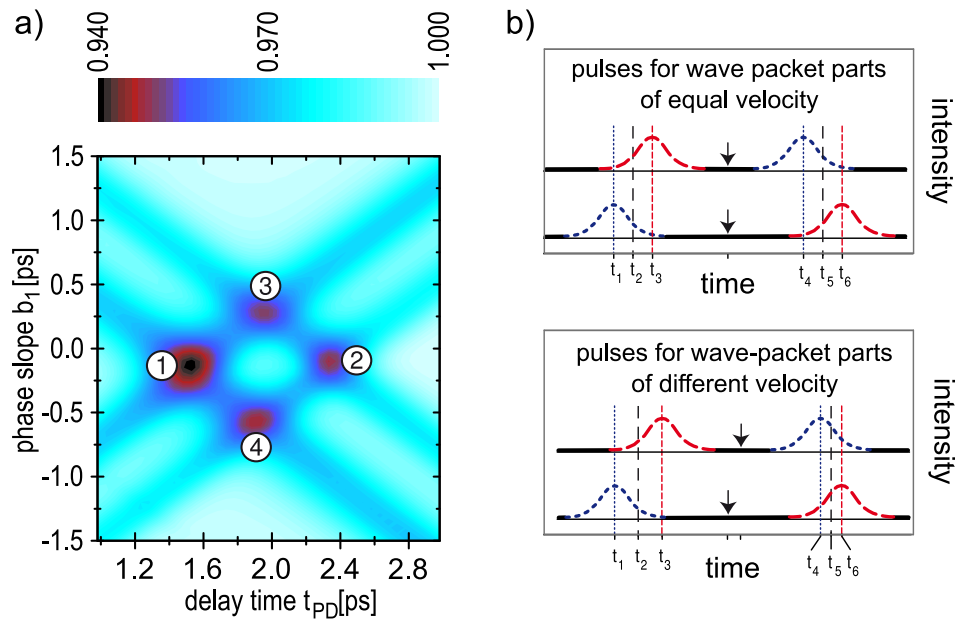 a)
0.940
0.970
1.000
1.5
1.0
0.5
0.0
-0.5
-1.0
-1.5
phase slope b1[ps]
1
2
3
4
1.2 1.6 2.0 2.4 2.8
delay time tPD[ps]
b)
pulses for wave packet parts
of equal velocity
intensity
t1 t2 t3 t4 t5 t6
time
pulses for wave-packet parts
of different velocity
intensity
t1 t2 t3 t4 t5 t6
time